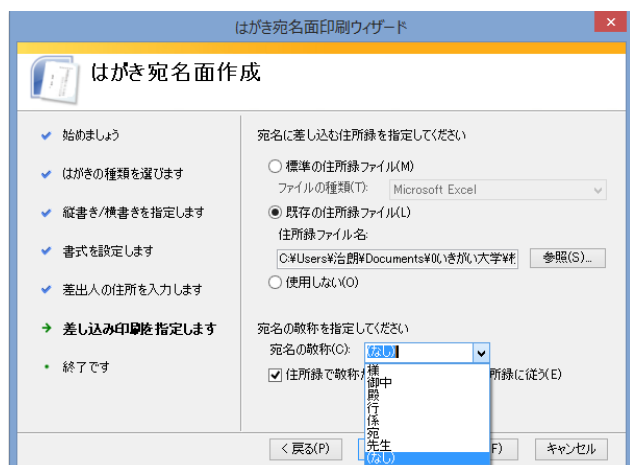 はがき宛名面印刷ウィザード
はがき宛名面作成
始めましょう
はがきの種類を選びます
縦書き/横書きを指定します
書式を設定します
差出人の住所を入力します
差し込み印刷を指定します
終了です
宛名に差し込む住所録を指定してください
標準の住所録ファイル(M)
ファイルの種類(T): Microsoft Excel
既存の住所録ファイル(L)
住所録ファイル名:
C:¥Users¥治朗¥Documents¥0いきがい大学¥ 参照(S)...
使用しない(O)
宛名の敬称を指定してください
宛名の敬称(C): (なし)
住所録で敬称が 所録に従う(E)
様
御中
殿
行
係
宛
先生
(なし)
< 戻る(P) F) キャンセル